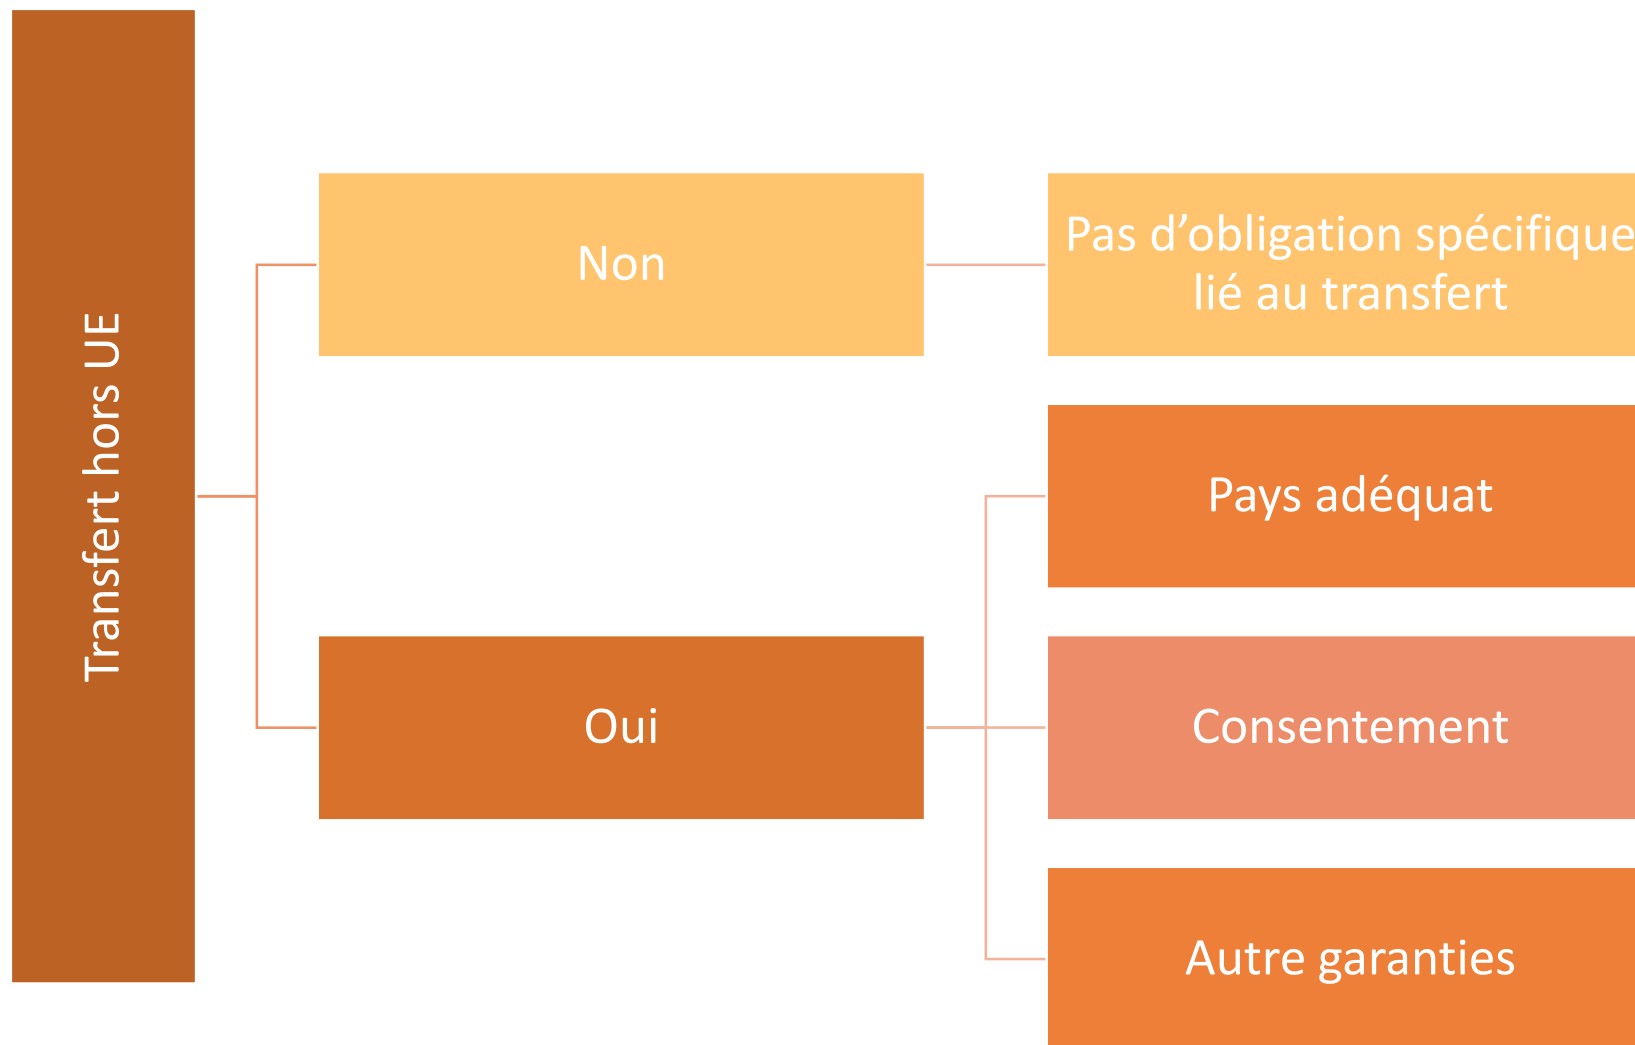 Transfert hors UE
Non
Pas d’obligation spécifique
lié au transfert
Pays adéquat
Oui
Consentement
Autre garanties